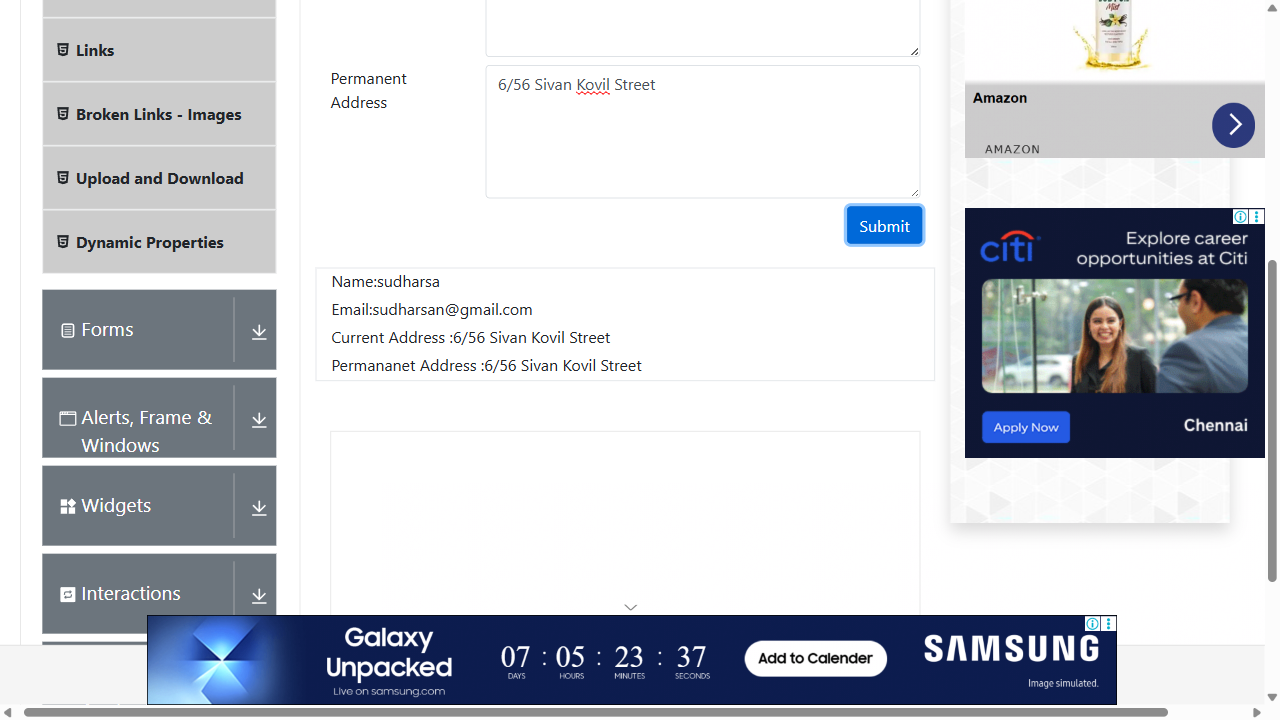 Links
Broken Links - Images
Upload and Download
Dynamic Properties
Forms
Alerts, Frame &
Windows
Widgets
Interactions
Permanent
Address
6/56 Sivan Kovil Street
Submit
Name:sudharsa
Email:sudharsan@gmail.com
Current Address :6/56 Sivan Kovil Street
Permananet Address :6/56 Sivan Kovil Street
Mist
Amazon
AMAZON
citi
Explore career
opportunities at Citi
Apply Now
Chennai
Galaxy
Unpacked
Live on samsung.com
07 : 05 : 23 : 37
DAYS HOURS MINUTES SECONDS
Add to Calender
SAMSUNG
Image simulated.